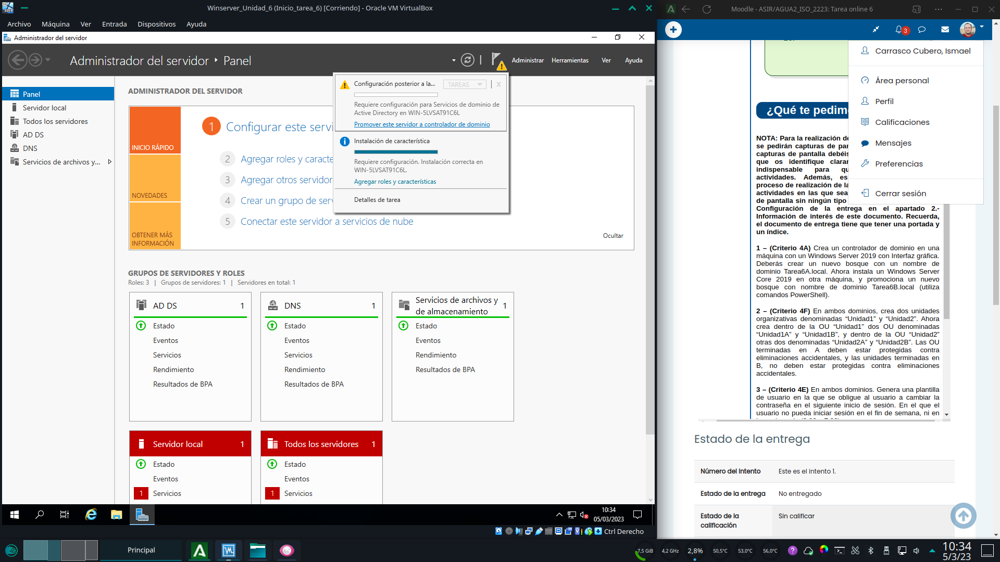 Winserver_Unidad_6 (Inicio_tarea_6) [Corriendo] - Oracle VM VirtualBox
Archivo Máquina Ver Entrada Dispositivos Ayuda
Administrador del servidor
Administrador del servidor Panel
Administrar Herramientas Ver Ayuda
Panel
Servidor local
Todos los servidores
AD DS
DNS
Servicios de archivos y...
ADMINISTRADOR DEL SERVIDOR
INICIO RÁPIDO
NOVEDADES
OBTENER MÁS
INFORMACIÓN
1 Configurar este servi
2 Agregar roles y caracte
3 Agregar otros servidor
4 Crear un grupo de serv
5 Conectar este servidor a servicios de nube
Ocultar
Configuración posterior a la... TAREAS X
Requiere configuración para Servicios de dominio de
Active Directory en WIN-5LVSAT91C6L
Promover este servidor a controlador de dominio
Instalación de característica
Requiere configuración. Instalación correcta en
WIN-5LVSAT91C6L.
Agregar roles y características
Detalles de tarea
GRUPOS DE SERVIDORES Y ROLES
Roles: 3 | Grupos de servidores: 1 | Servidores en total: 1
AD DS 1
Estado
Eventos
Servicios
Rendimiento
Resultados de BPA
DNS 1
Estado
Eventos
Servicios
Rendimiento
Resultados de BPA
Servicios de archivos y
de almacenamiento 1
Estado
Eventos
Rendimiento
Resultados de BPA
Servidor local 1
Estado
Eventos
1 Servicios
Todos los servidores 1
Estado
Eventos
1 Servicios
10:34
05/03/2023
Ctrl Derecho
Moodle - ASIR/AGUA2_ISO_2223: Tarea online 6
3
Carrasco Cubero, Ismael
Área personal
Perfil
Calificaciones
Mensajes
Preferencias
Cerrar sesión
¿Qué te pedim
NOTA: Para la realización de
se pedirán capturas de pan
capturas de pantalla debéis
que os identifique claran
indispensable para qu
actividades. Además, es
proceso de realización de la
actividades en las que sea
de pantalla sin ningún tipo
Configuración de la entrega en el apartado 2.-
Información de interés de este documento. Recuerda,
el documento de entrega tiene que tener una portada y
un índice.
1 – (Criterio 4A) Crea un controlador de dominio en una
máquina con un Windows Server 2019 con Interfaz gráfica.
Deberás crear un nuevo bosque con un nombre de
dominio Tarea6A.local. Ahora instala un Windows Server
Core 2019 en otra máquina, y promociona un nuevo
bosque con nombre de dominio Tarea6B.local (utiliza
comandos PowerShell).
2 – (Criterio 4F) En ambos dominios, crea dos unidades
organizativas denominadas “Unidad1” y “Unidad2”. Ahora
crea dentro de la OU “Unidad1” dos OU denominadas
“Unidad1A” y “Unidad1B”, y dentro de la OU “Unidad2”
otras dos denominadas “Unidad2A” y “Unidad2B”. Las OU
terminadas en A deben estar protegidas contra
eliminaciones accidentales, y las unidades terminadas en
B, no deben estar protegidas contra eliminaciones
accidentales.
3 – (Criterio 4E) En ambos dominios. Genera una plantilla
de usuario en la que se obligue al usuario a cambiar la
contraseña en el siguiente inicio de sesión. En el que el
usuario no pueda iniciar sesión en el fin de semana, ni en
Estado de la entrega
Número del intento Este es el intento 1.
Estado de la entrega No entregado
Estado de la
calificación Sin calificar
Principal
7,5 GiB 4,2 GHz 2,8% 50,5°C 53,0°C 56,0°C
10:34
5/3/23